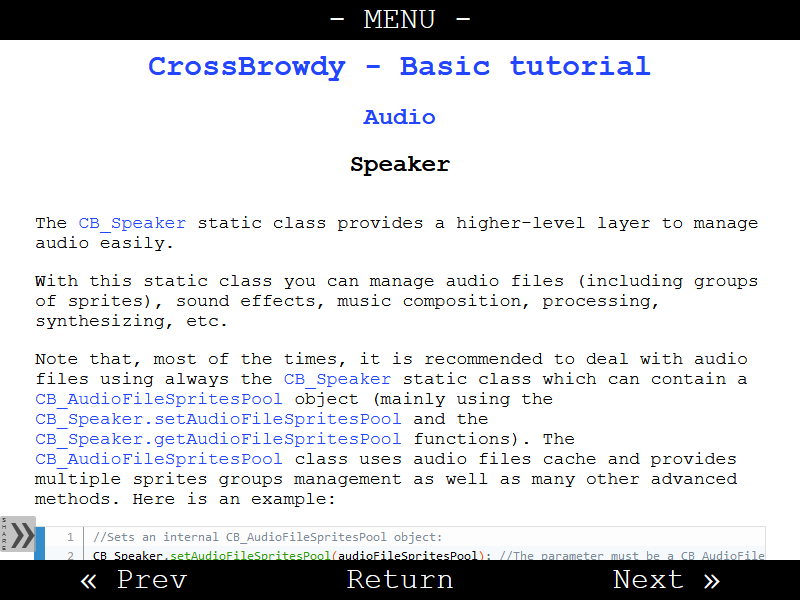 - MENU -
CrossBrowdy - Basic tutorial
Audio
Speaker
The CB_Speaker static class provides a higher-level layer to manage
audio easily.
With this static class you can manage audio files (including groups
of sprites), sound effects, music composition, processing,
synthesizing, etc.
Note that, most of the times, it is recommended to deal with audio
files using always the CB_Speaker static class which can contain a
CB_AudioFileSpritesPool object (mainly using the
CB_Speaker.setAudioFileSpritesPool and the
CB_Speaker.getAudioFileSpritesPool functions). The
CB_AudioFileSpritesPool class uses audio files cache and provides
multiple sprites groups management as well as many other advanced
methods. Here is an example:
SHARE »
1 //Sets an internal CB_AudioFileSpritesPool object:
2 CB_Speaker.setAudioFileSpritesPool(audioFileSpritesPool); //The parameter must be a CB_AudioFile
« Prev Return Next »